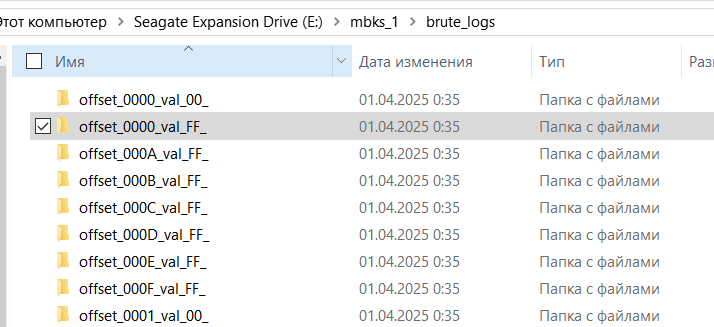 Этот компьютер > Seagate Expansion Drive (E:) > mbks_1 > brute_logs
Имя Дата изменения Тип Раз
offset_0000_val_00_ 01.04.2025 0:35 Папка с файлами
offset_0000_val_FF_ 01.04.2025 0:35 Папка с файлами
offset_000A_val_FF_ 01.04.2025 0:35 Папка с файлами
offset_000B_val_FF_ 01.04.2025 0:35 Папка с файлами
offset_000C_val_FF_ 01.04.2025 0:35 Папка с файлами
offset_000D_val_FF_ 01.04.2025 0:35 Папка с файлами
offset_000E_val_FF_ 01.04.2025 0:35 Папка с файлами
offset_000F_val_FF_ 01.04.2025 0:35 Папка с файлами
offset_0001_val_00_ 01.04.2025 0:35 Папка с файлами